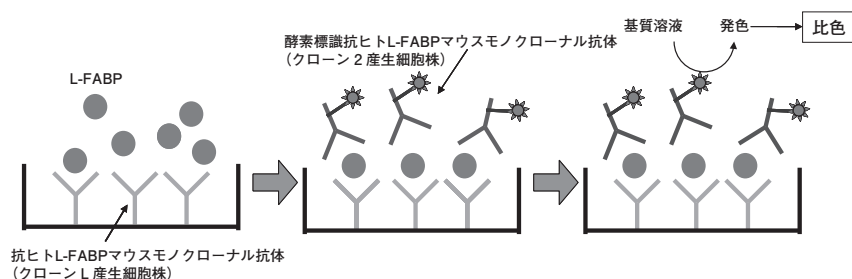 L-FABP
抗ヒトL-FABPマウスモノクローナル抗体
(クローンL産生細胞株)
酵素標識抗ヒトL-FABPマウスモノクローナル抗体
(クローン2産生細胞株)
基質溶液
発色
比色